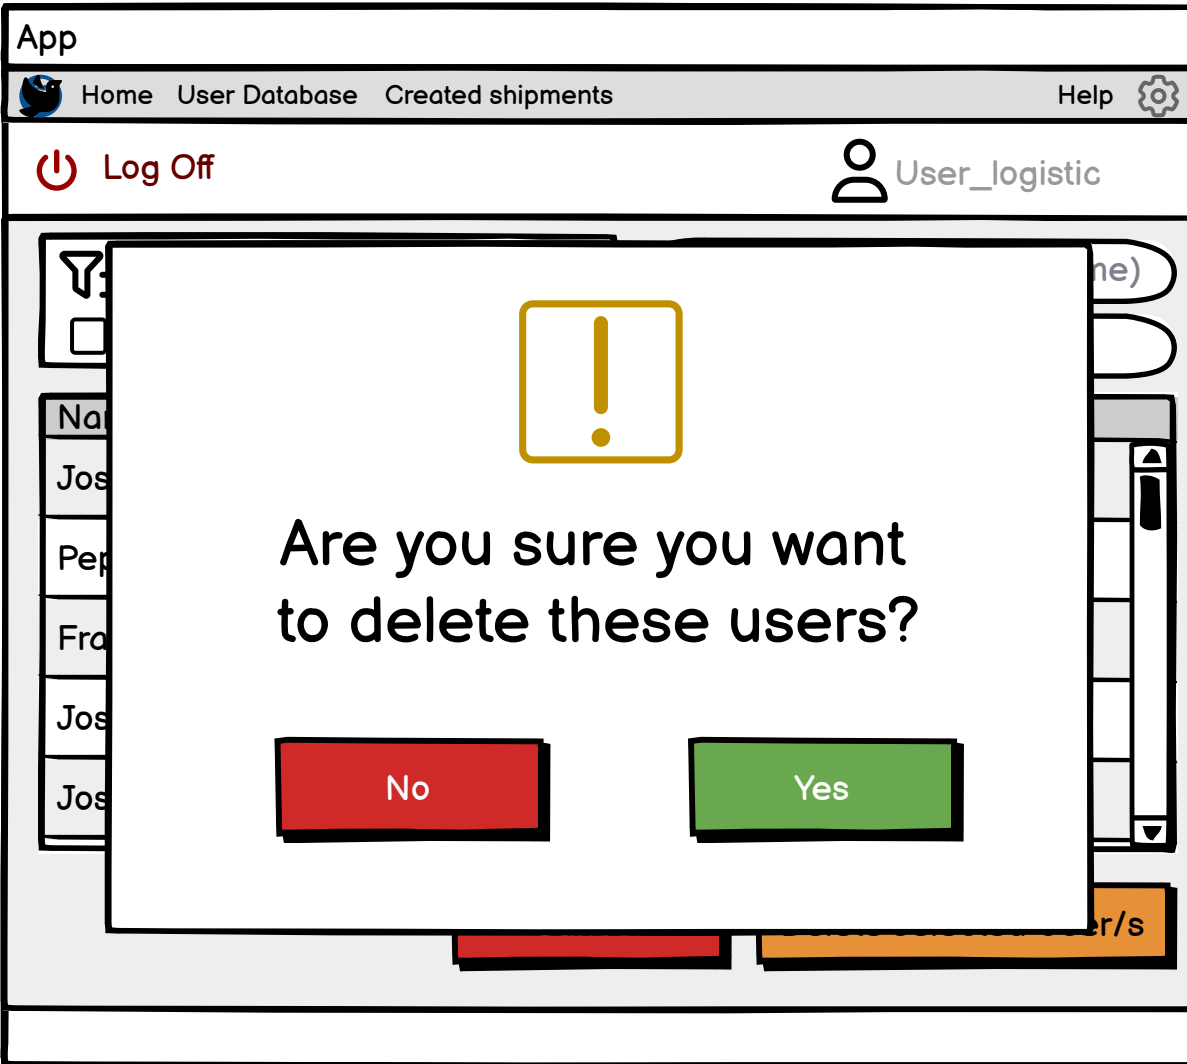 App
Home User Database Created shipments Help
Log Off User_logistic
Are you sure you want
to delete these users?
No Yes